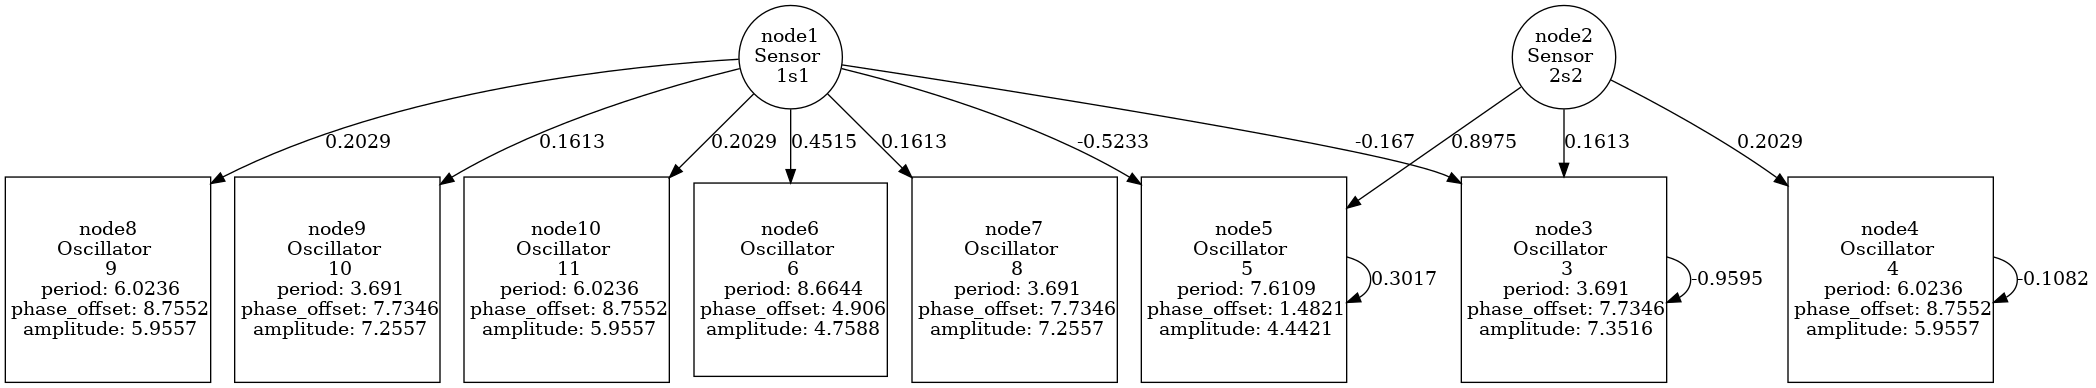 node1
Sensor
1s1
node2
Sensor
2s2
0.2029
0.1613
0.2029
0.4515
0.1613
-0.5233
-0.167
0.8975
0.1613
0.2029
node8
Oscillator
9
period: 6.0236
phase_offset: 8.7552
amplitude: 5.9557
node9
Oscillator
10
period: 3.691
phase_offset: 7.7346
amplitude: 7.2557
node10
Oscillator
11
period: 6.0236
phase_offset: 8.7552
amplitude: 5.9557
node6
Oscillator
6
period: 8.6644
phase_offset: 4.906
amplitude: 4.7588
node7
Oscillator
8
period: 3.691
phase_offset: 7.7346
amplitude: 7.2557
node5
Oscillator
5
period: 7.6109
phase_offset: 1.4821
amplitude: 4.4421
0.3017
node3
Oscillator
3
period: 3.691
phase_offset: 7.7346
amplitude: 7.3516
-0.9595
node4
Oscillator
4
period: 6.0236
phase_offset: 8.7552
amplitude: 5.9557
-0.1082